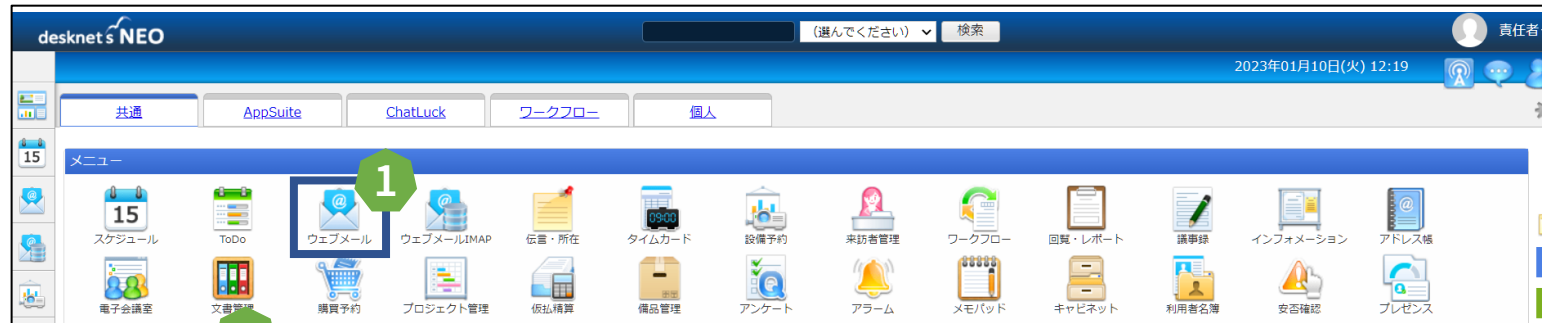 desknet's NEO
(選んでください) 検索
責任者
2023年01月10日(火) 12:19
共通 AppSuite ChatLuck ワークフロー 個人
15
メニュー
1
15 09:00
スケジュール ToDo ウェブメール ウェブメールIMAP 伝言・所在 タイムカード 設備予約 来訪者管理 ワークフロー 回覧・レポート 議事録 インフォメーション アドレス帳
電子会議室 文書管理 購買予約 プロジェクト管理 仮払精算 備品管理 アンケート アラーム メモパッド キャビネット 利用者名簿 安否確認 プレゼンス